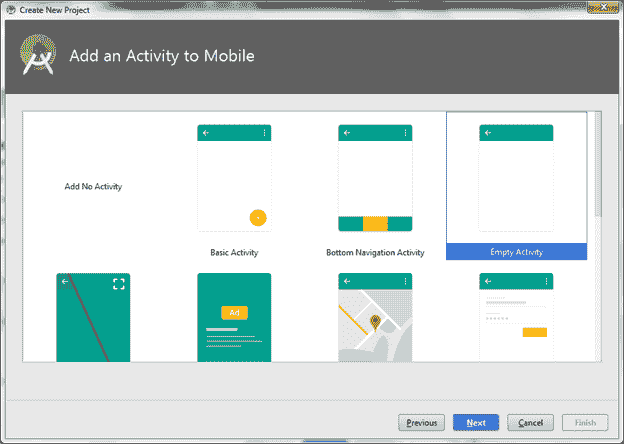 Create New Project
Add an Activity to Mobile
Add No Activity
Basic Activity
Bottom Navigation Activity
Empty Activity
Ad
Previous
Next
Cancel
Finish